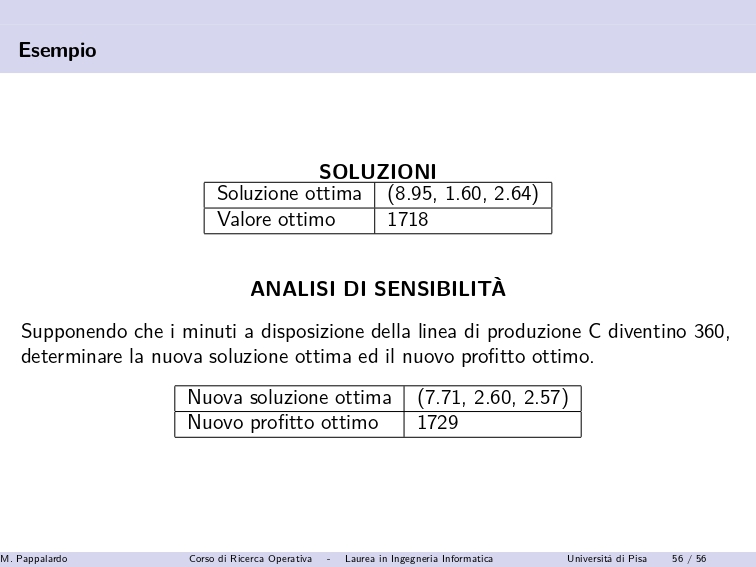 Esempio
SOLUZIONI
Soluzione ottima (8.95, 1.60, 2.64)
Valore ottimo 1718
ANALISI DI SENSIBILITÀ
Supponendo che i minuti a disposizione della linea di produzione C diventino 360,
determinare la nuova soluzione ottima ed il nuovo profitto ottimo.
Nuova soluzione ottima (7.71, 2.60, 2.57)
Nuovo profitto ottimo 1729
M. Pappalardo Corso di Ricerca Operativa - Laurea in Ingegneria Informatica Università di Pisa 56 / 56